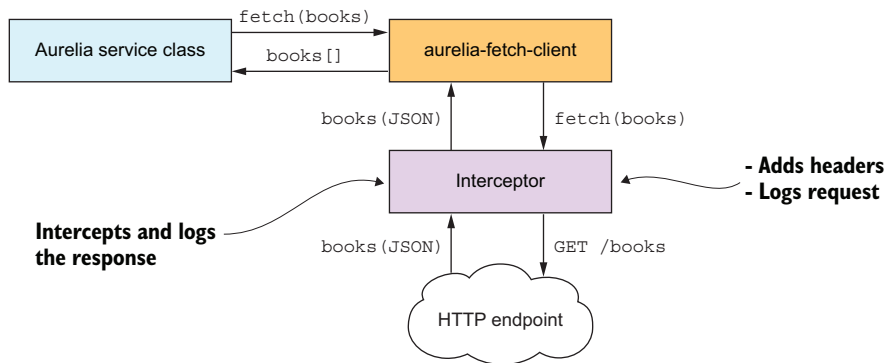 fetch(books)
Aurelia service class
aurelia-fetch-client
books[]
books(JSON)
fetch(books)
- Adds headers
- Logs request
Interceptor
Intercepts and logs
the response
books(JSON)
GET /books
HTTP endpoint